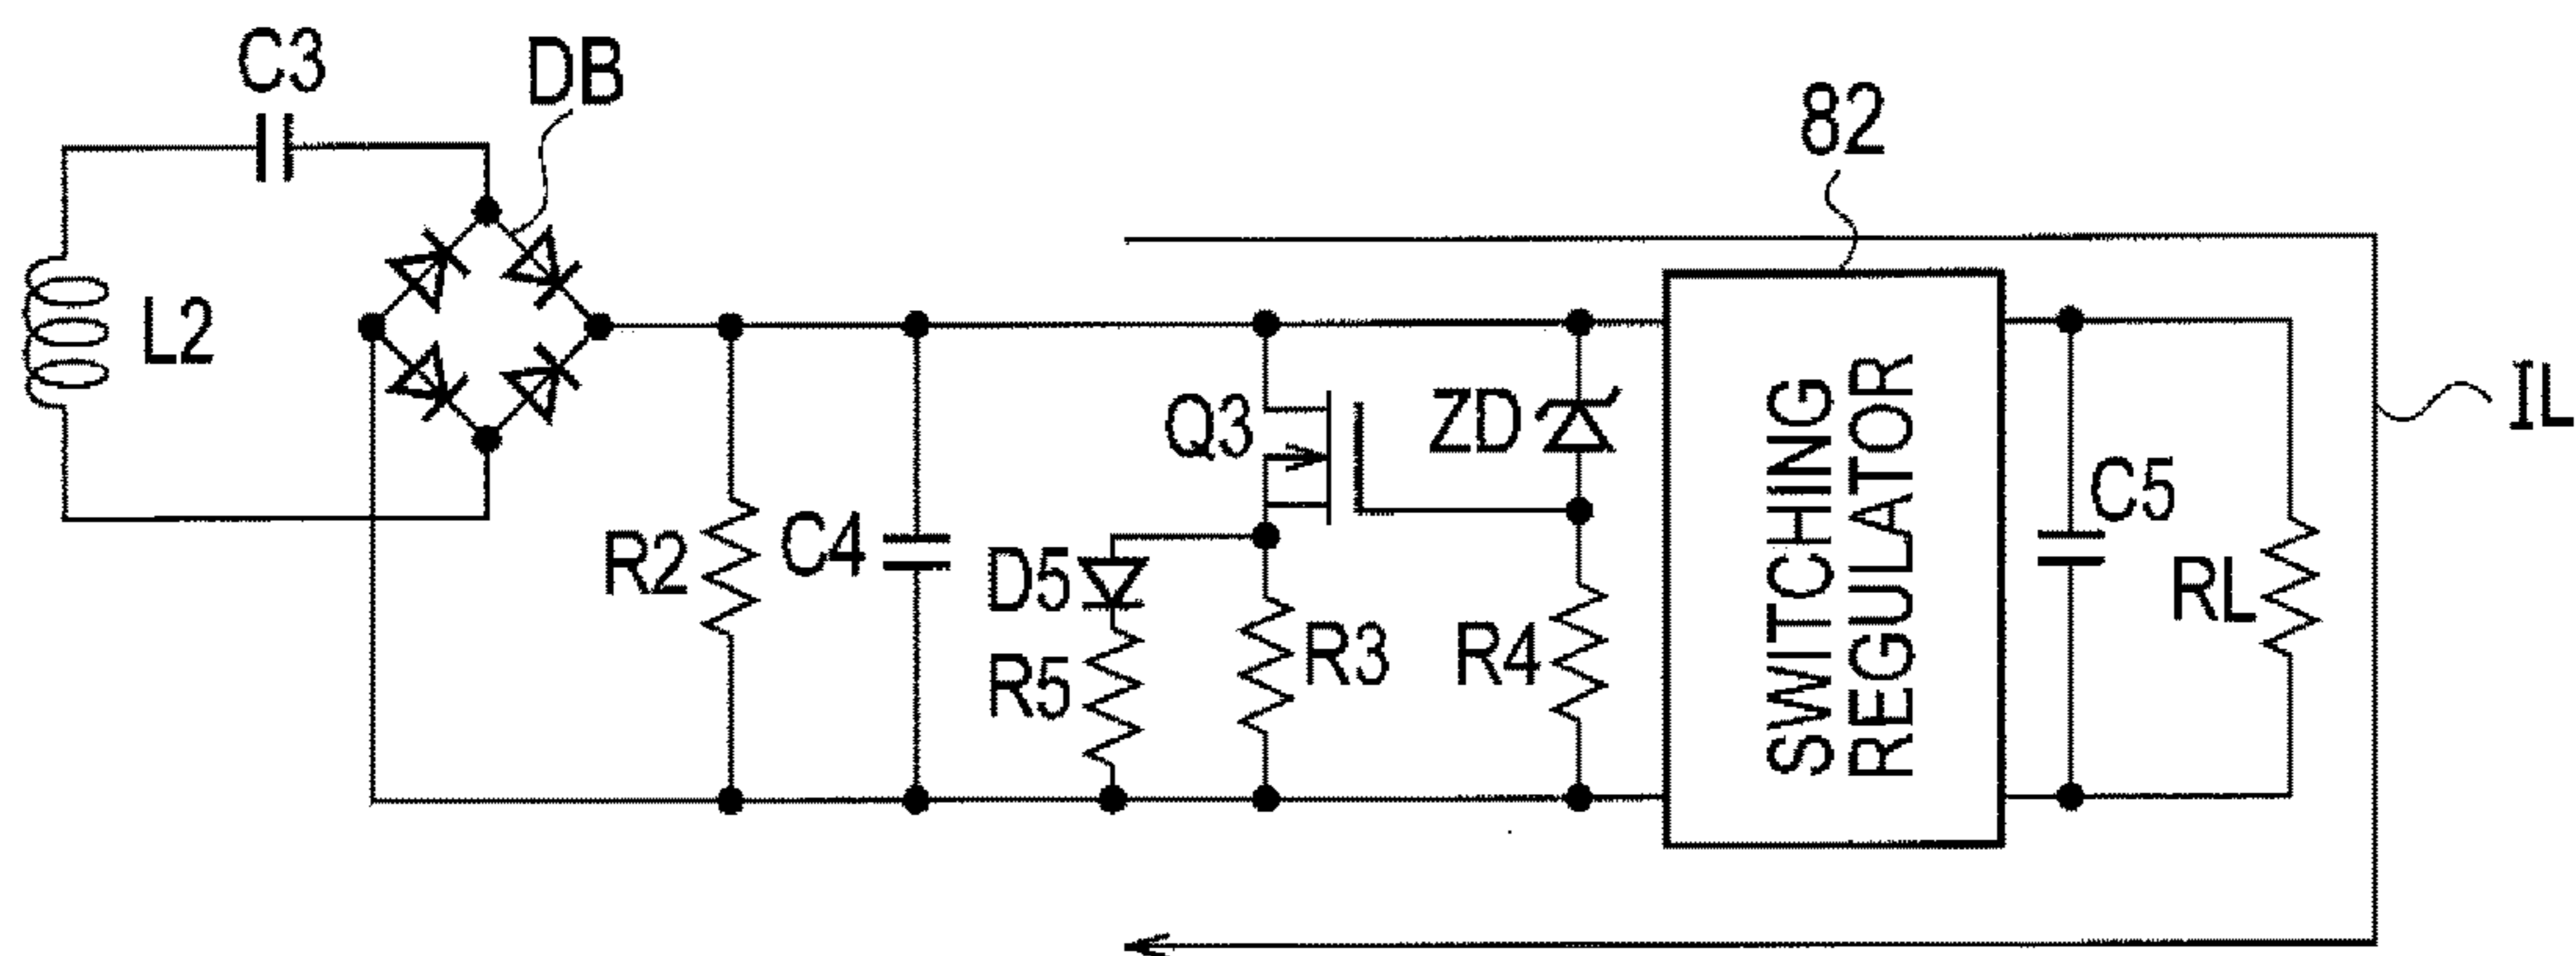 C3
DB
82
L2
IL
Q3
ZD
SWITCHING
REGULATOR
C5
R2
C4
D5
RL
R5
R3
R4